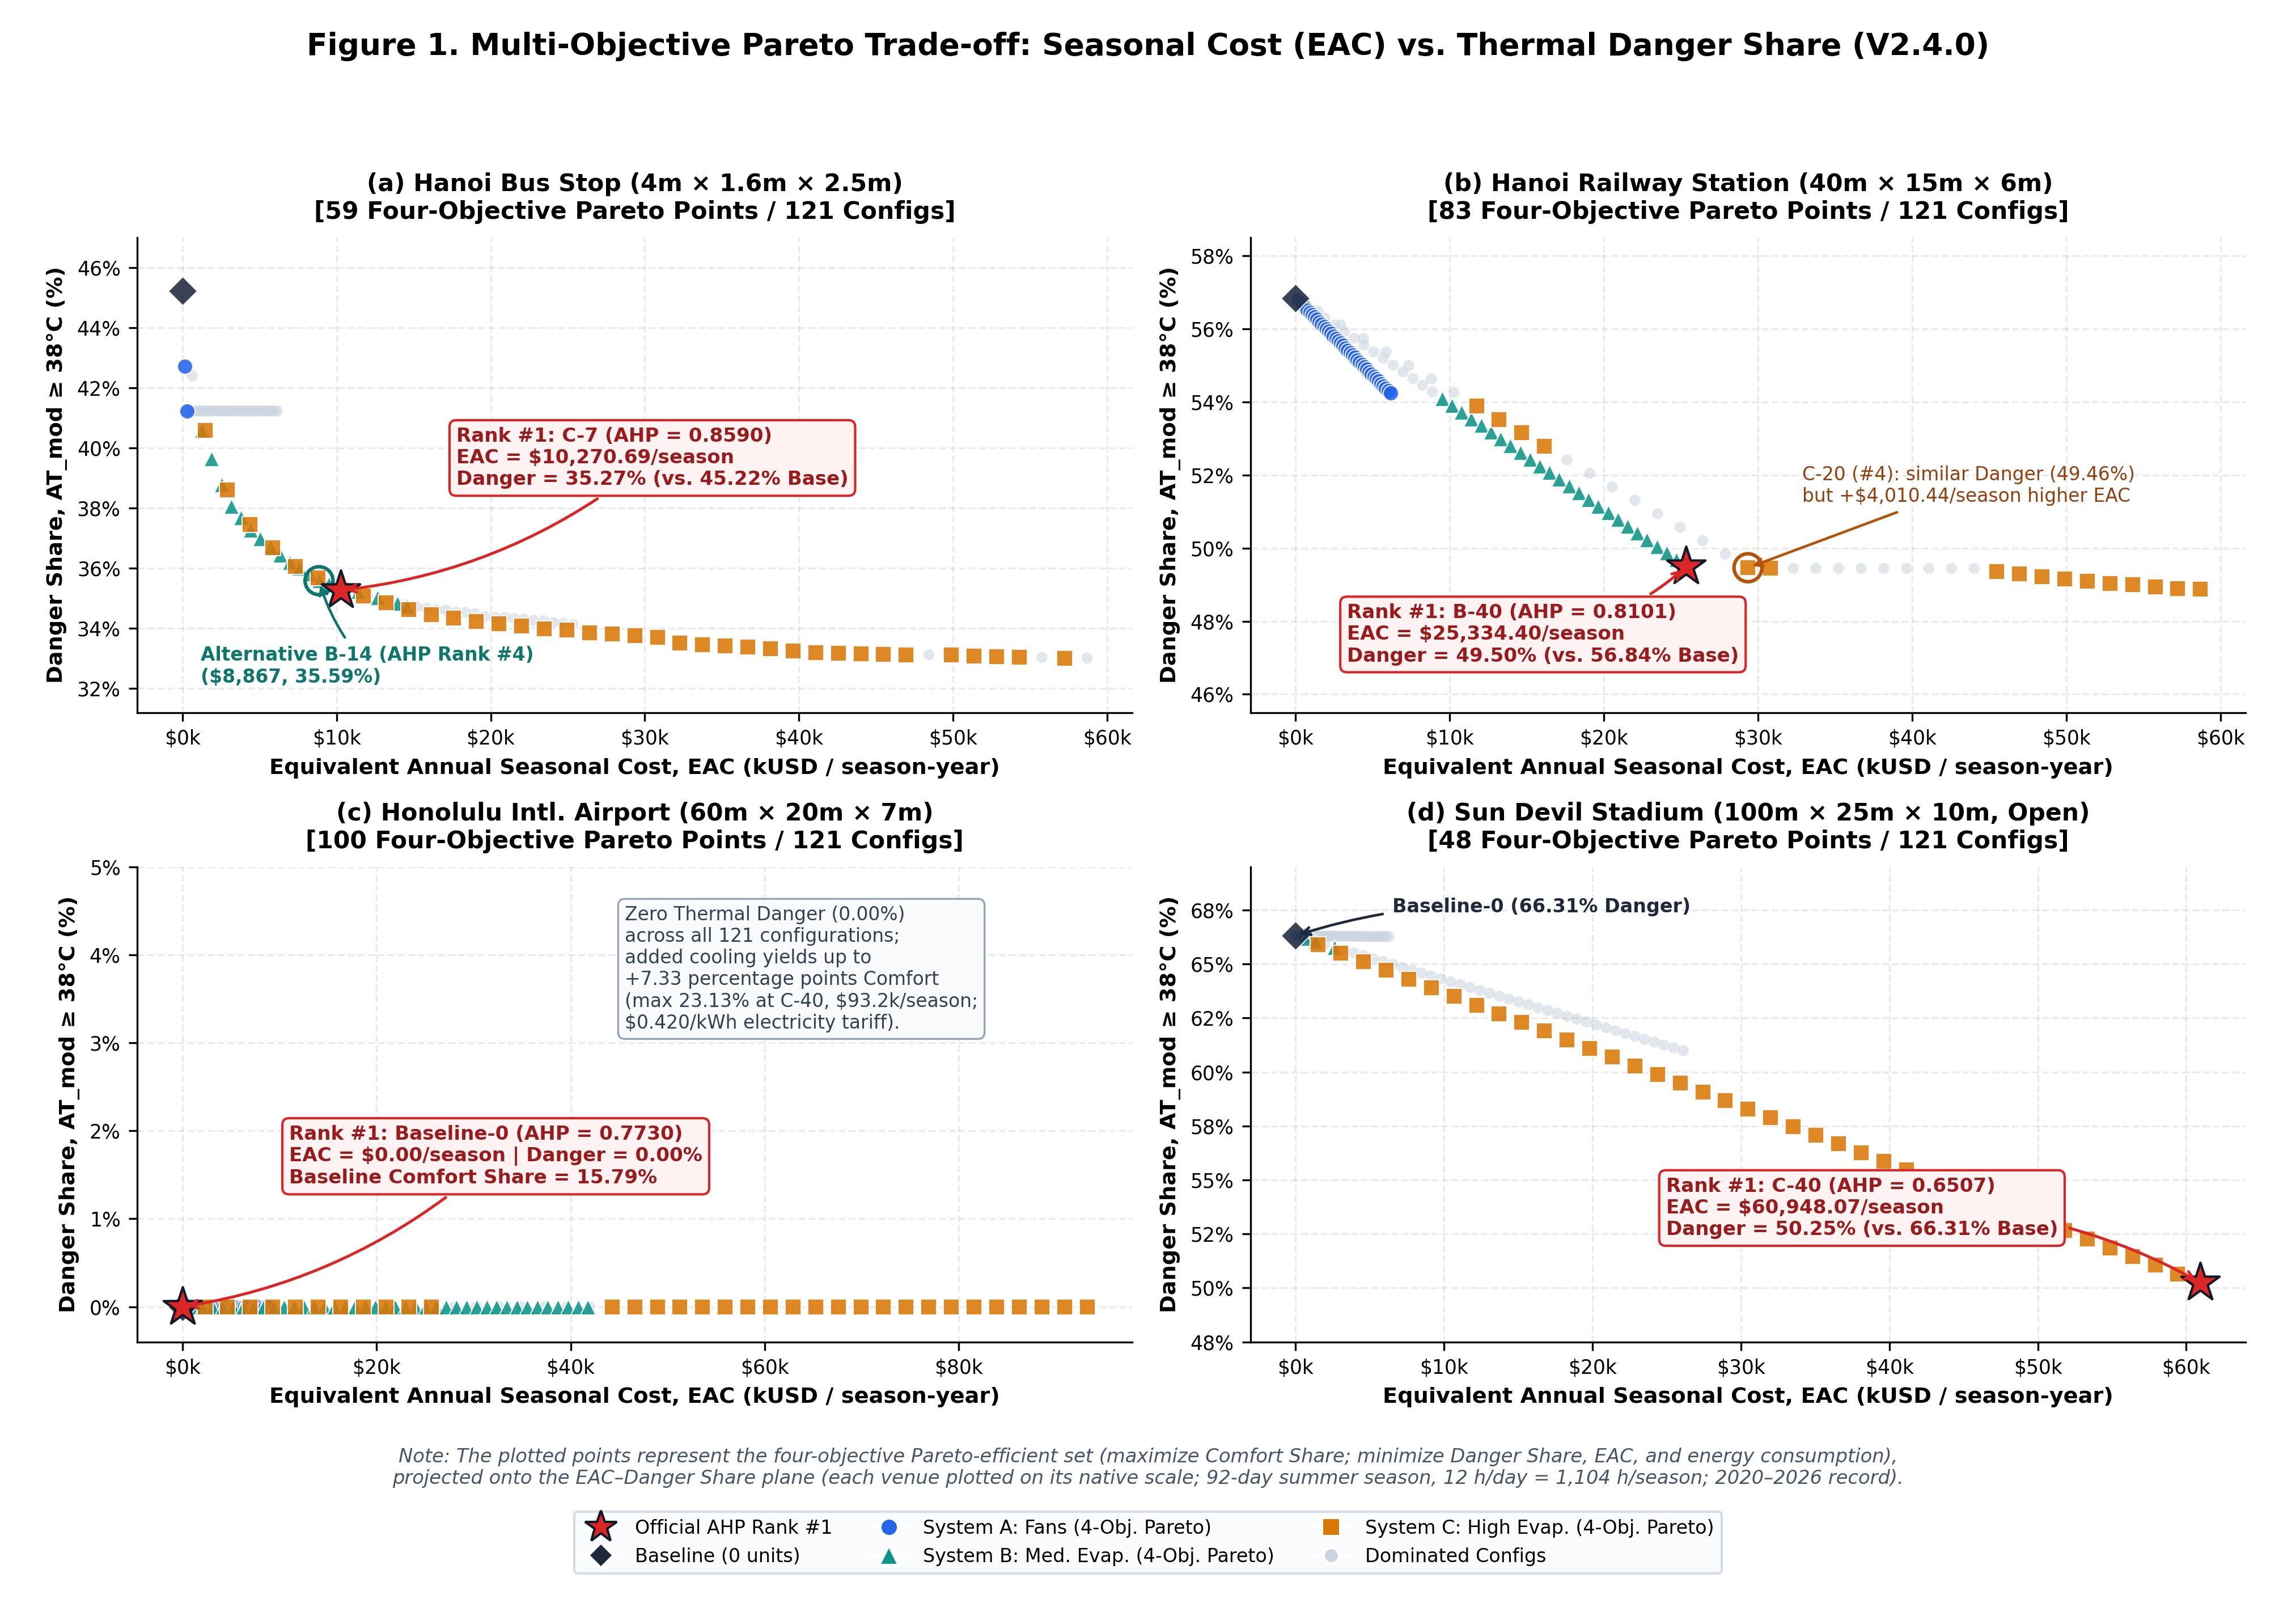 Figure 1. Multi-Objective Pareto Trade-off: Seasonal Cost (EAC) vs. Thermal Danger Share (V2.4.0)
(a) Hanoi Bus Stop (4m × 1.6m × 2.5m)
[59 Four-Objective Pareto Points / 121 Configs]
Danger Share, AT_mod ≥ 38°C (%)
46%
44%
42%
40%
38%
36%
34%
32%
Rank #1: C-7 (AHP = 0.8590)
EAC = $10,270.69/season
Danger = 35.27% (vs. 45.22% Base)
Alternative B-14 (AHP Rank #4)
($8,867, 35.59%)
$0k $10k $20k $30k $40k $50k $60k
Equivalent Annual Seasonal Cost, EAC (kUSD / season-year)
(b) Hanoi Railway Station (40m × 15m × 6m)
[83 Four-Objective Pareto Points / 121 Configs]
Danger Share, AT_mod ≥ 38°C (%)
58%
56%
54%
52%
50%
48%
46%
C-20 (#4): similar Danger (49.46%)
but +$4,010.44/season higher EAC
Rank #1: B-40 (AHP = 0.8101)
EAC = $25,334.40/season
Danger = 49.50% (vs. 56.84% Base)
$0k $10k $20k $30k $40k $50k $60k
Equivalent Annual Seasonal Cost, EAC (kUSD / season-year)
(c) Honolulu Intl. Airport (60m × 20m × 7m)
[100 Four-Objective Pareto Points / 121 Configs]
Danger Share, AT_mod ≥ 38°C (%)
5%
4%
3%
2%
1%
0%
Zero Thermal Danger (0.00%)
across all 121 configurations;
added cooling yields up to
+7.33 percentage points Comfort
(max 23.13% at C-40, $93.2k/season;
$0.420/kWh electricity tariff).
Rank #1: Baseline-0 (AHP = 0.7730)
EAC = $0.00/season | Danger = 0.00%
Baseline Comfort Share = 15.79%
$0k $20k $40k $60k $80k
Equivalent Annual Seasonal Cost, EAC (kUSD / season-year)
(d) Sun Devil Stadium (100m × 25m × 10m, Open)
[48 Four-Objective Pareto Points / 121 Configs]
Danger Share, AT_mod ≥ 38°C (%)
68%
65%
62%
60%
58%
55%
52%
50%
48%
Baseline-0 (66.31% Danger)
Rank #1: C-40 (AHP = 0.6507)
EAC = $60,948.07/season
Danger = 50.25% (vs. 66.31% Base)
$0k $10k $20k $30k $40k $50k $60k
Equivalent Annual Seasonal Cost, EAC (kUSD / season-year)
Note: The plotted points represent the four-objective Pareto-efficient set (maximize Comfort Share; minimize Danger Share, EAC, and energy consumption),
projected onto the EAC–Danger Share plane (each venue plotted on its native scale; 92-day summer season, 12 h/day = 1,104 h/season; 2020–2026 record).
Official AHP Rank #1
Baseline (0 units)
System A: Fans (4-Obj. Pareto)
System B: Med. Evap. (4-Obj. Pareto)
System C: High Evap. (4-Obj. Pareto)
Dominated Configs